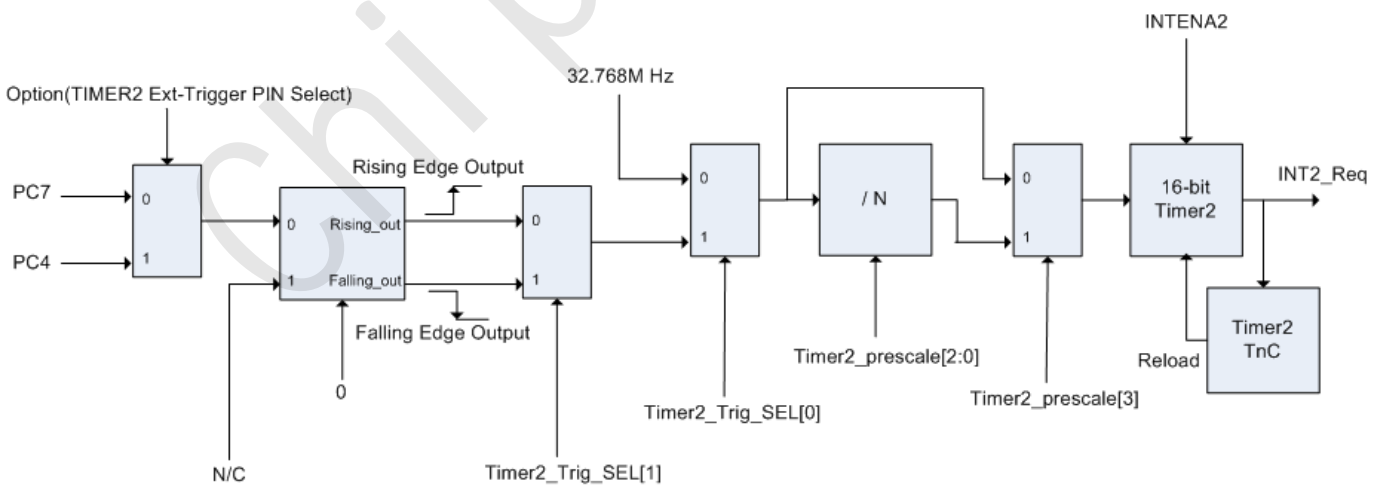 INTENA2
32.768M Hz
Option(TIMER2 Ext-Trigger PIN Select)
Rising Edge Output
PC7
0
PC4
1
0
Rising_out
1
Falling_out
Falling Edge Output
0
N/C
0
1
Timer2_Trig_SEL[1]
0
1
Timer2_Trig_SEL[0]
/ N
Timer2_prescale[2:0]
0
1
Timer2_prescale[3]
16-bit
Timer2
INT2_Req
Timer2
TnC
Reload
Chi p